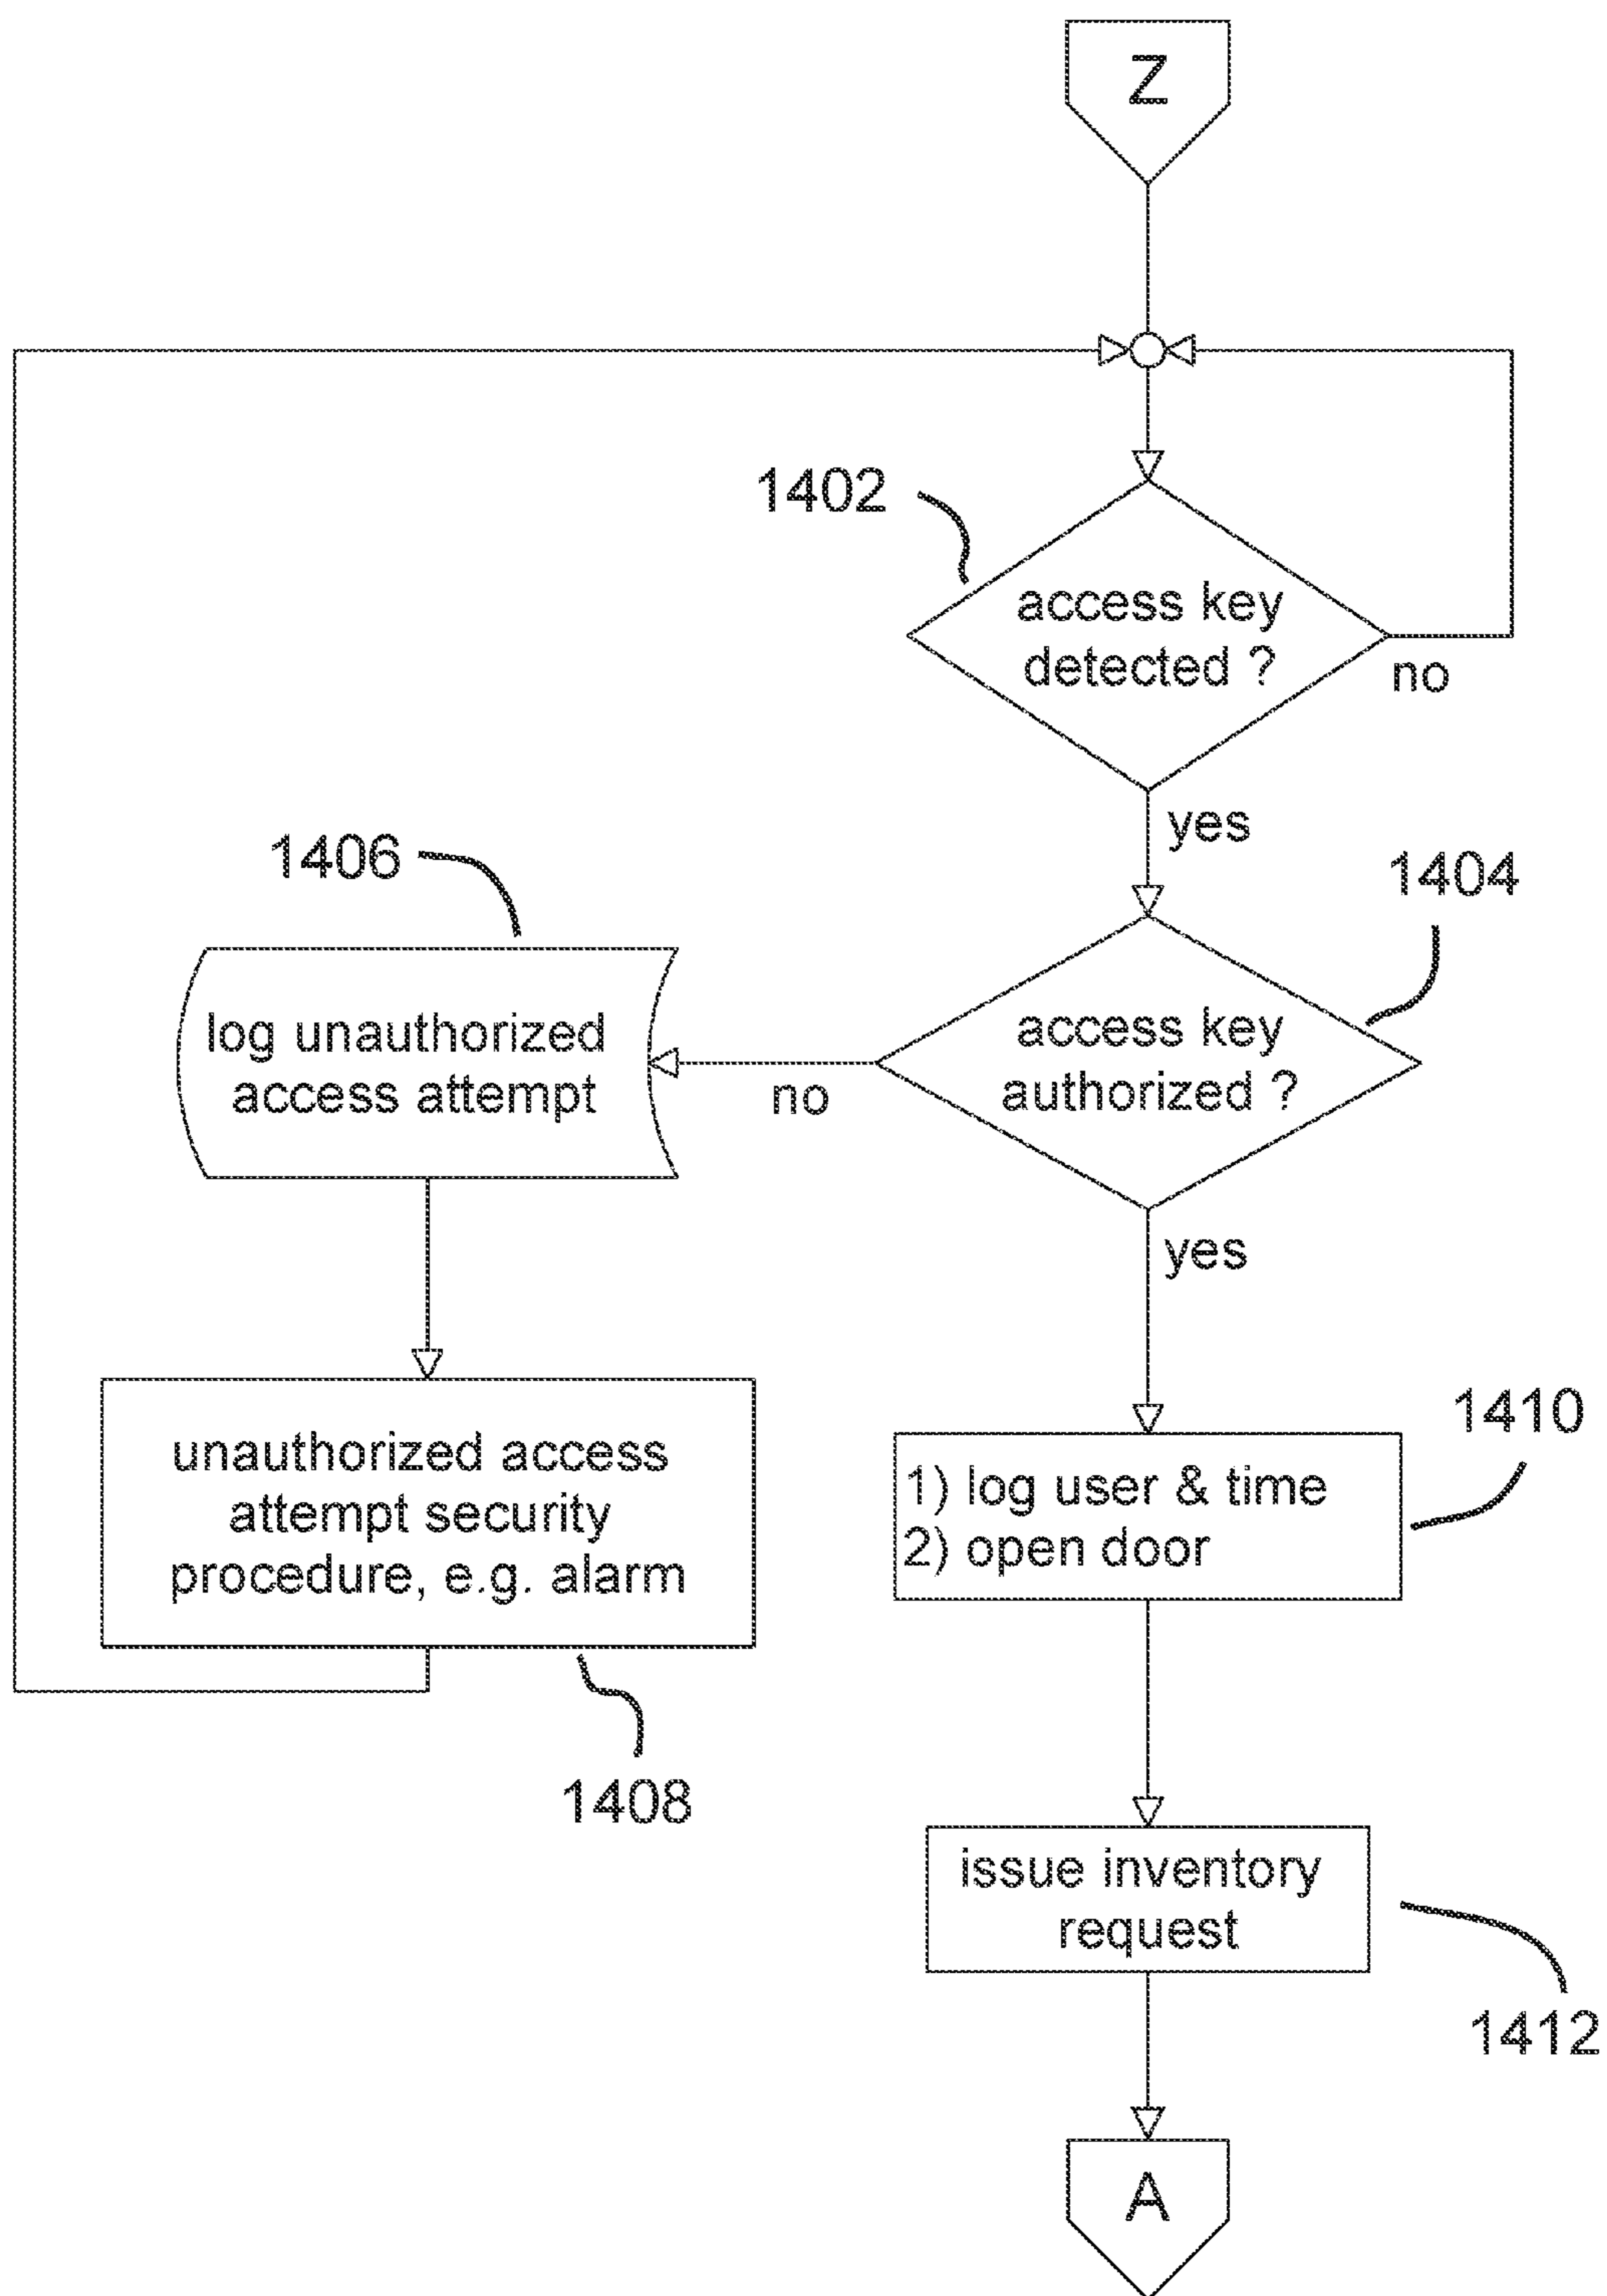 Z
1402
access key
detected ?
no
yes
1406
1404
log unauthorized
access attempt
no
access key
authorized ?
yes
unauthorized access
attempt security
procedure, e.g. alarm
1408
1410
1) log user & time
2) open door
issue inventory
request
1412
A